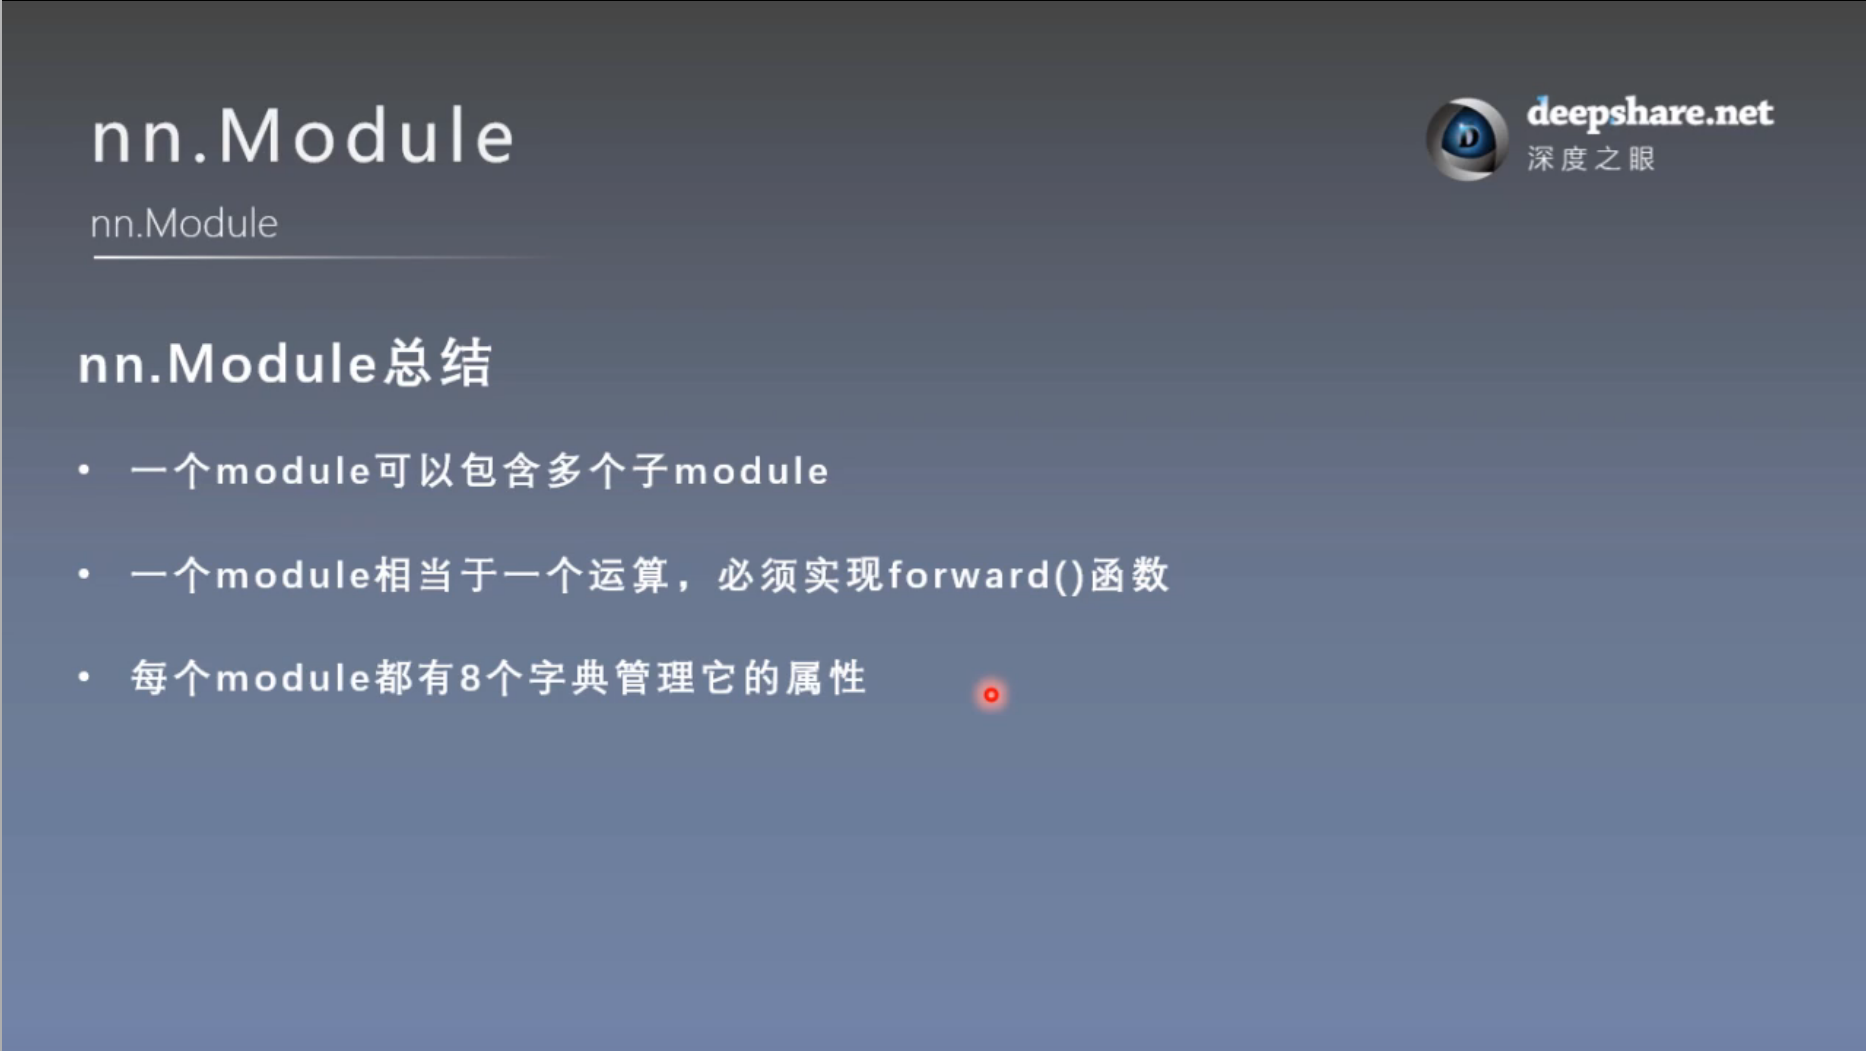 nn.Module
deepshare.net
深度之眼
nn.Module
nn.Module总结
• 一个module可以包含多个子module
• 一个module相当于一个运算，必须实现forward()函数
• 每个module都有8个字典管理它的属性